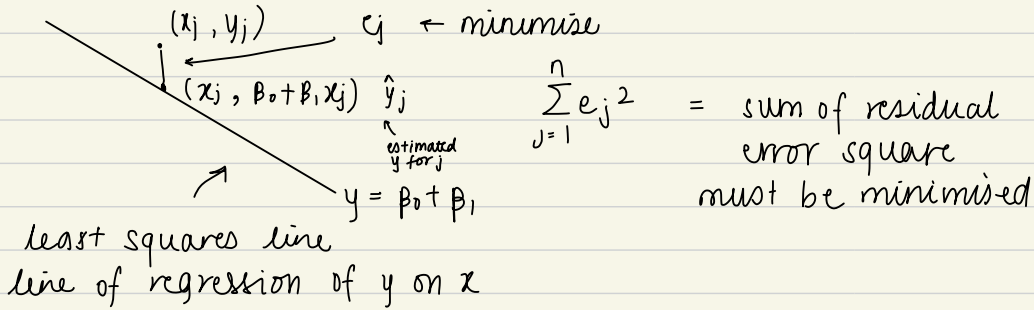 (xj , yj)
ej ← minimise
(xj , β₀+β₁xj) ŷj
estimated
y for j
y = β₀+ β₁
least squares line
line of regression of y on x
n
∑ ej²
j=1
= sum of residual
error square
must be minimised